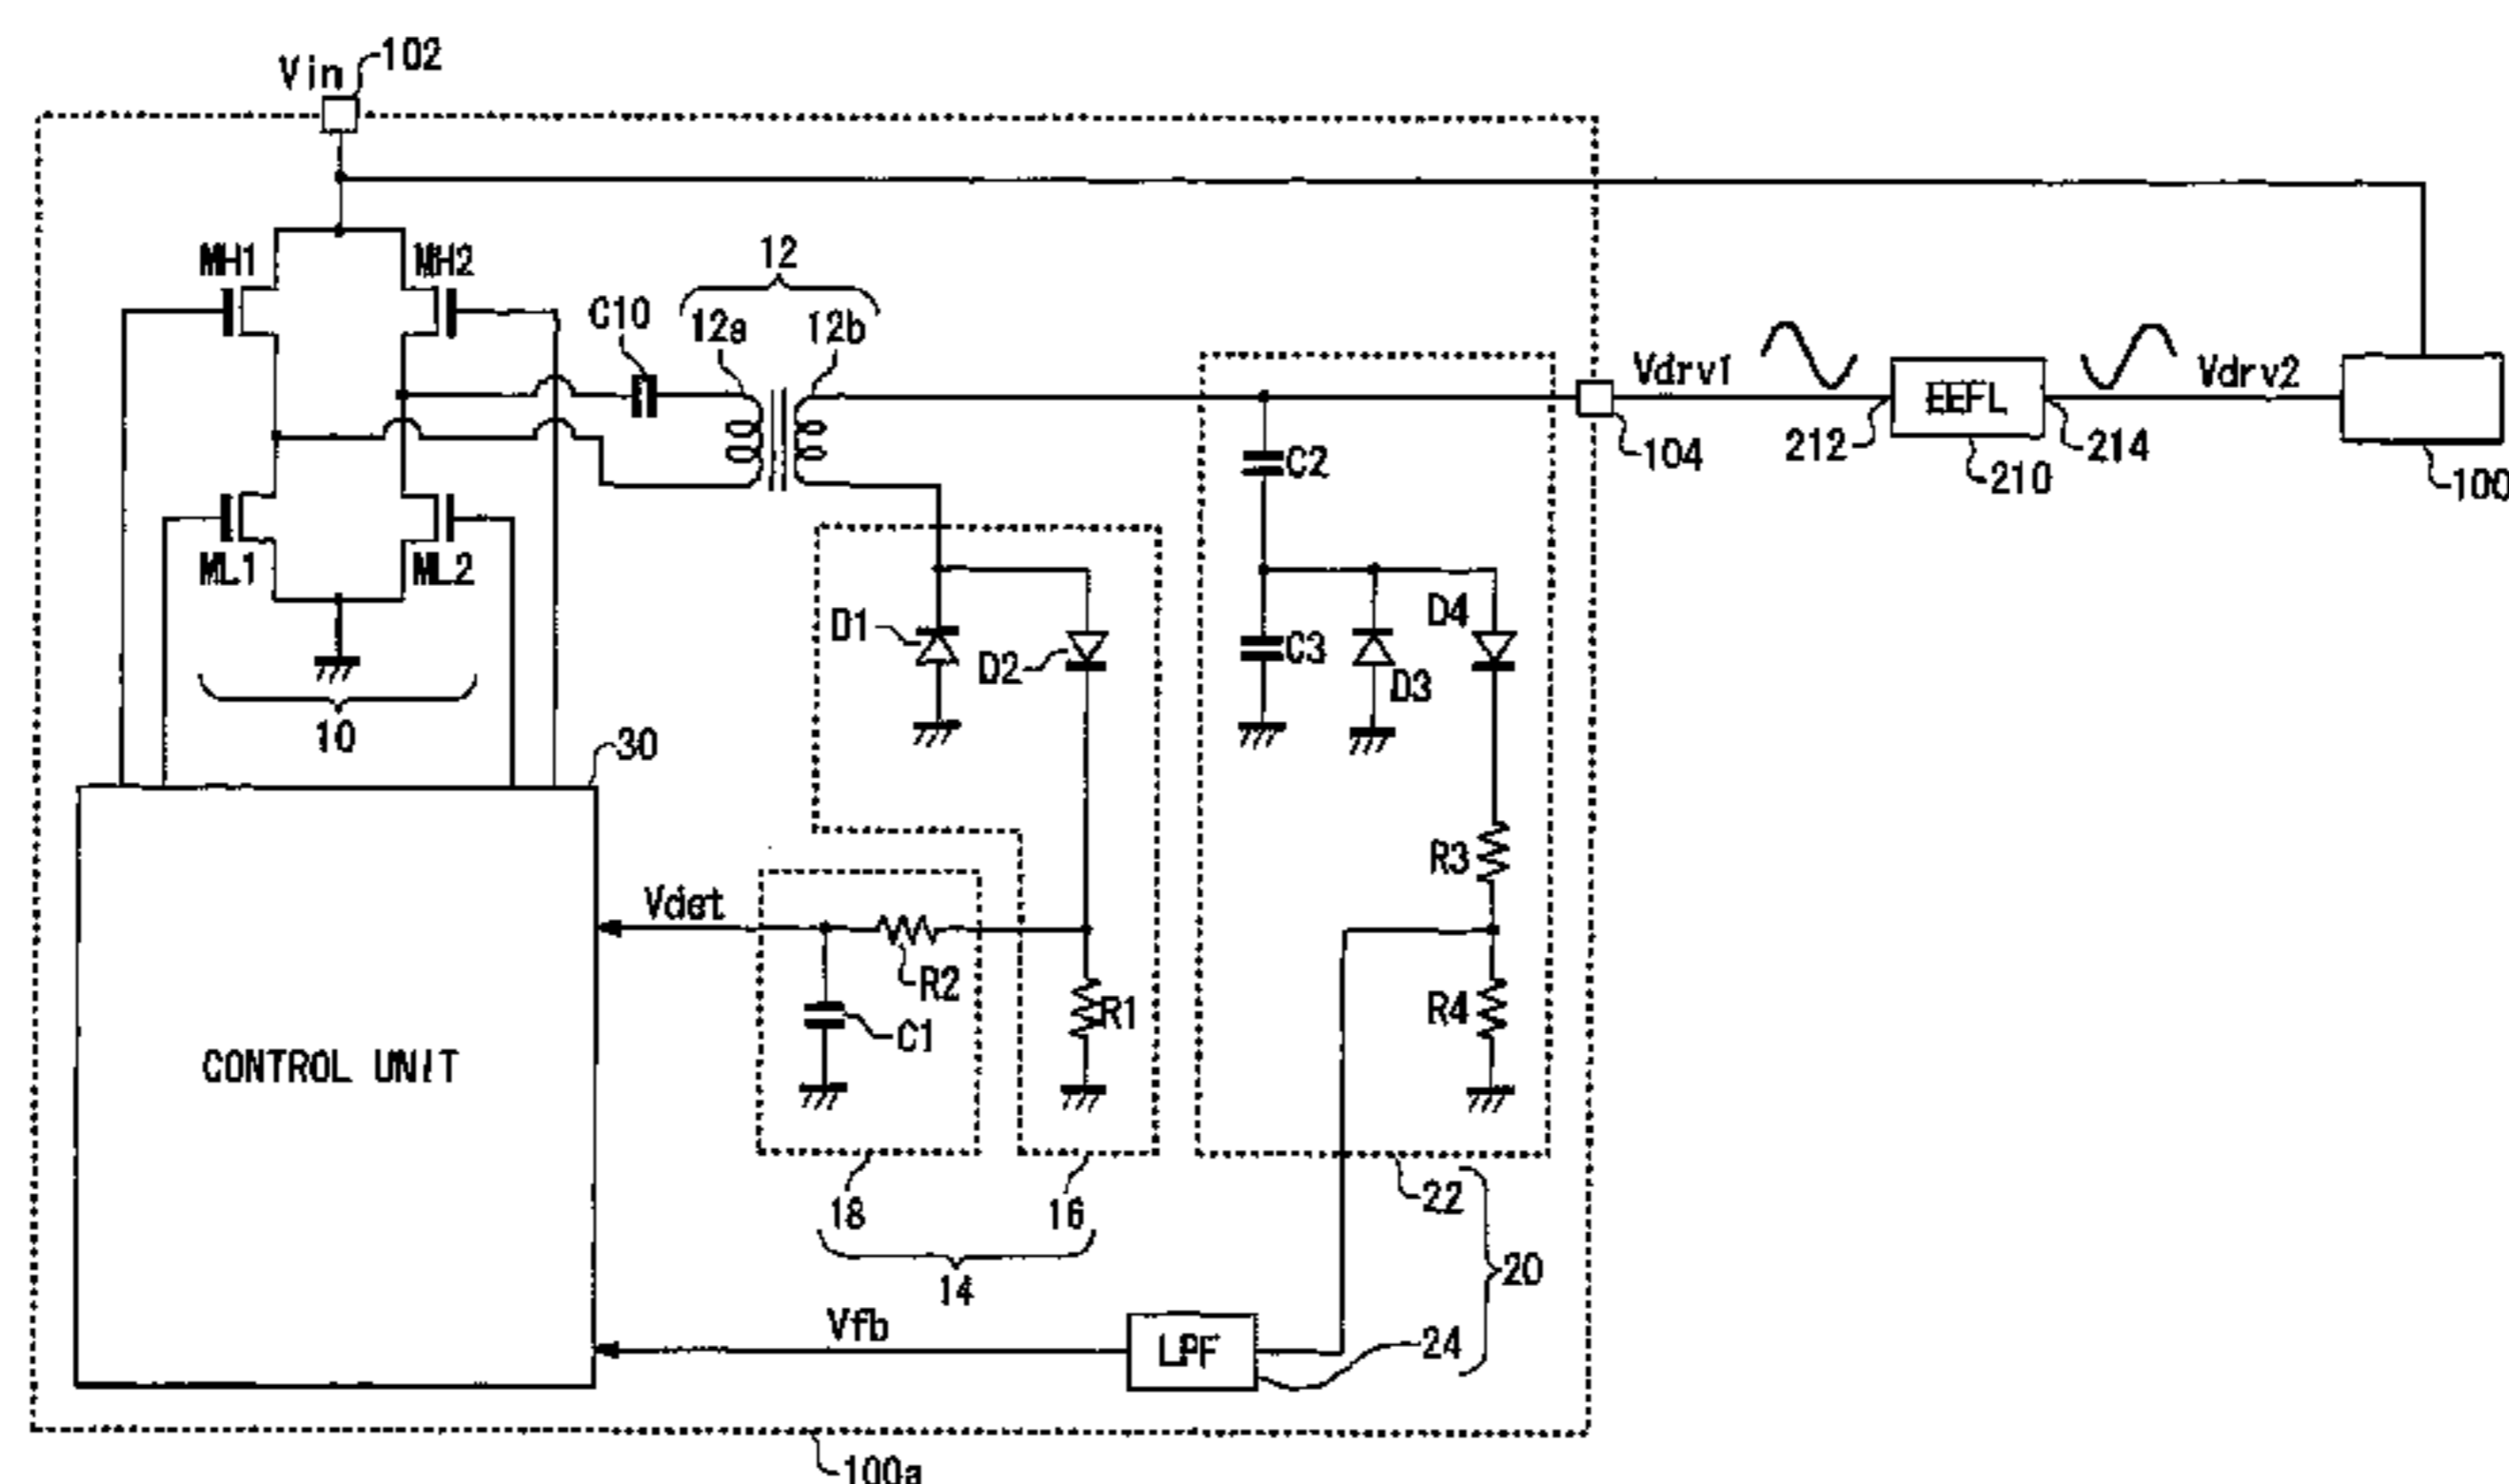 Vin
102
MH1
MH2
12
C10
12a
12b
Vdrv1
EEFL
Vdrv2
212
214
104
210
100
C2
ML1
ML2
D1
D2
C3
D3
D4
10
30
R3
Vdet
R2
R1
R4
C1
CONTROL UNIT
18
16
22
14
20
Vfb
LPF
24
100a